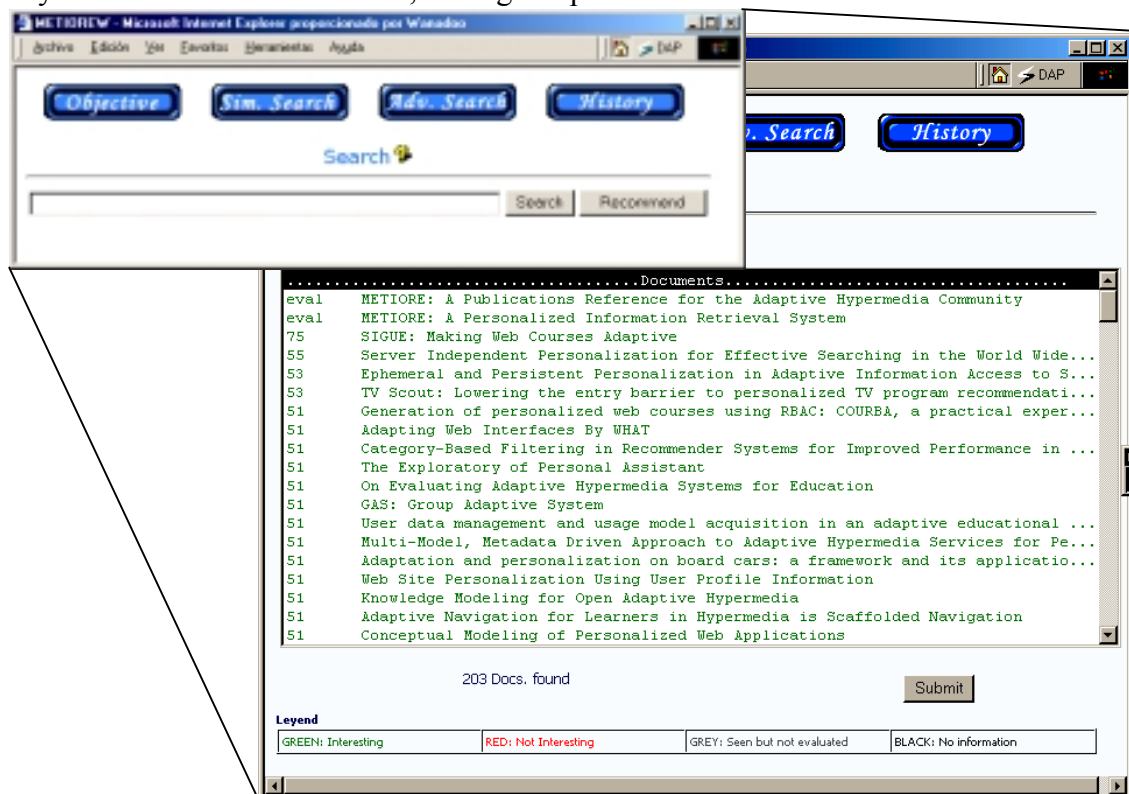 METIOREW - Microsoft Internet Explorer proporcionado por Wanadoo
Archivo Edición Ver Favoritos Herramientas Ayuda
DAP
Objective Sim. Search Adv. Search History
Search
Search Recommend
DAP
v. Search History
Documents
eval METIORE: A Publications Reference for the Adaptive Hypermedia Community
eval METIORE: A Personalized Information Retrieval System
75 SIGUE: Making Web Courses Adaptive
55 Server Independent Personalization for Effective Searching in the World Wide...
53 Ephemeral and Persistent Personalization in Adaptive Information Access to S...
53 TV Scout: Lowering the entry barrier to personalized TV program recommendati...
51 Generation of personalized web courses using RBAC: COURBA, a practical exper...
51 Adapting Web Interfaces By WHAT
51 Category-Based Filtering in Recommender Systems for Improved Performance in ...
51 The Exploratory of Personal Assistant
51 On Evaluating Adaptive Hypermedia Systems for Education
51 GAS: Group Adaptive System
51 User data management and usage model acquisition in an adaptive educational ...
51 Multi-Model, Metadata Driven Approach to Adaptive Hypermedia Services for Pe...
51 Adaptation and personalization on board cars: a framework and its applicatio...
51 Web Site Personalization Using User Profile Information
51 Knowledge Modeling for Open Adaptive Hypermedia
51 Adaptive Navigation for Learners in Hypermedia is Scaffolded Navigation
51 Conceptual Modeling of Personalized Web Applications
203 Docs. found
Submit
Leyend
GREEN: Interesting RED: Not Interesting GREY: Seen but not evaluated BLACK: No information